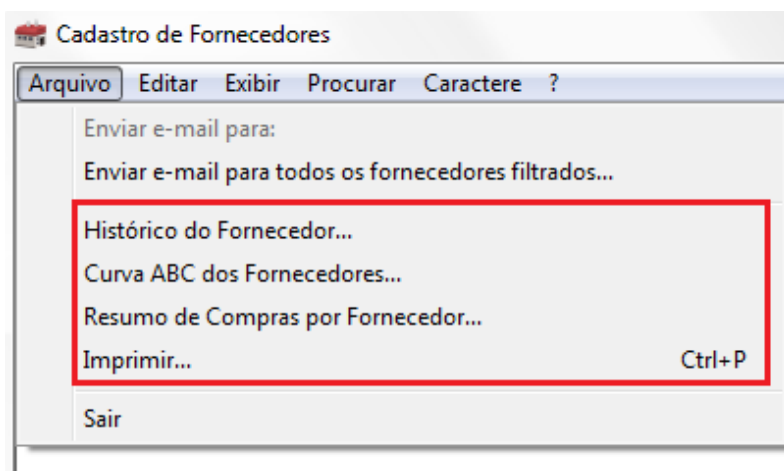 Cadastro de Fornecedores
Arquivo Editar Exibir Procurar Caractere ?
Enviar e-mail para:
Enviar e-mail para todos os fornecedores filtrados...
Histórico do Fornecedor...
Curva ABC dos Fornecedores...
Resumo de Compras por Fornecedor...
Imprimir... Ctrl+P
Sair